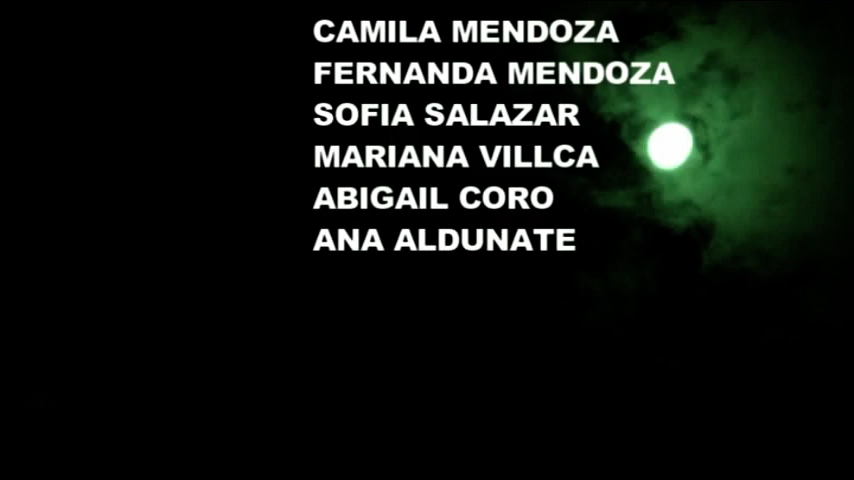 CAMILA MENDOZA
FERNANDA MENDOZA
SOFIA SALAZAR
MARIANA VILLCA
ABIGAIL CORO
ANA ALDUNATE